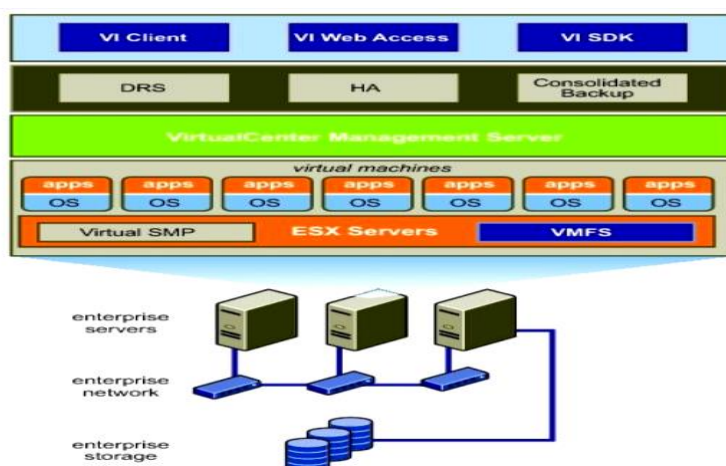 VI Client VI Web Access VI SDK
DRS HA Consolidated Backup
VirtualCenter Management Server
virtual machines
apps apps apps apps apps apps apps
OS OS OS OS OS OS OS
Virtual SMP ESX Servers VMFS
enterprise
servers
enterprise
network
enterprise
storage